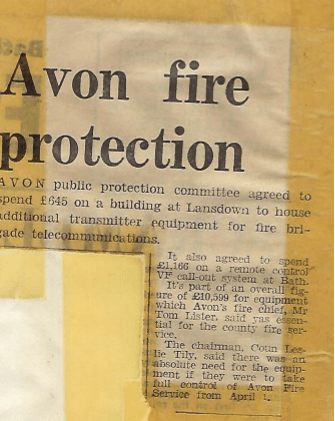 Avon fire
protection
AVON public protection committee agreed to
spend £645 on a building at Lansdown to house
additional transmitter equipment for fire bri-
gade telecommunications.
It also agreed to spend
£1,166 on a remote control
VF call-out system at Bath.
It's part of an overall fig-
ure of £10,599 for equipment
which Avon's fire chief, Mr
Tom Lister, said yas essen-
tial for the county fire ser-
vice.
The chairman, Coun Les-
lie Tily, said there was an
absolute need for the equip-
ment if they were to take
full control of Avon Fire
Service from April 1.